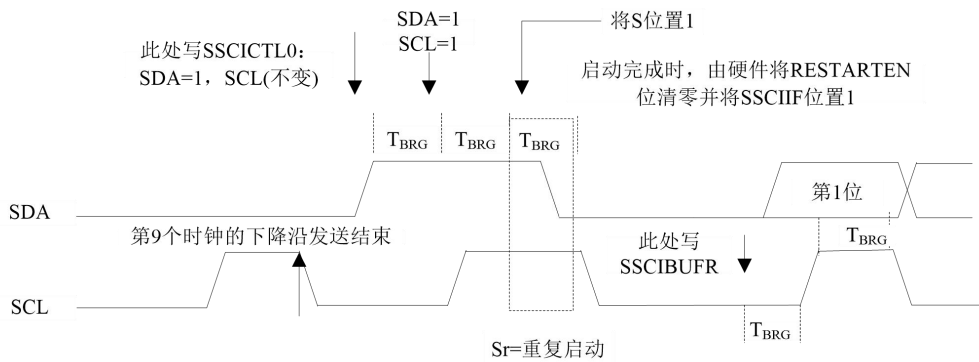 SDA=1
SCL=1
将S位置1
此处写SSCICTL0：
SDA=1，SCL(不变)
启动完成时，由硬件将RESTARTEN
位清零并将SSCIIF位置1
TBRG
TBRG
TBRG
SDA
第1位
第9个时钟的下降沿发送结束
此处写
SSCIBUFR
TBRG
SCL
TBRG
Sr=重复启动